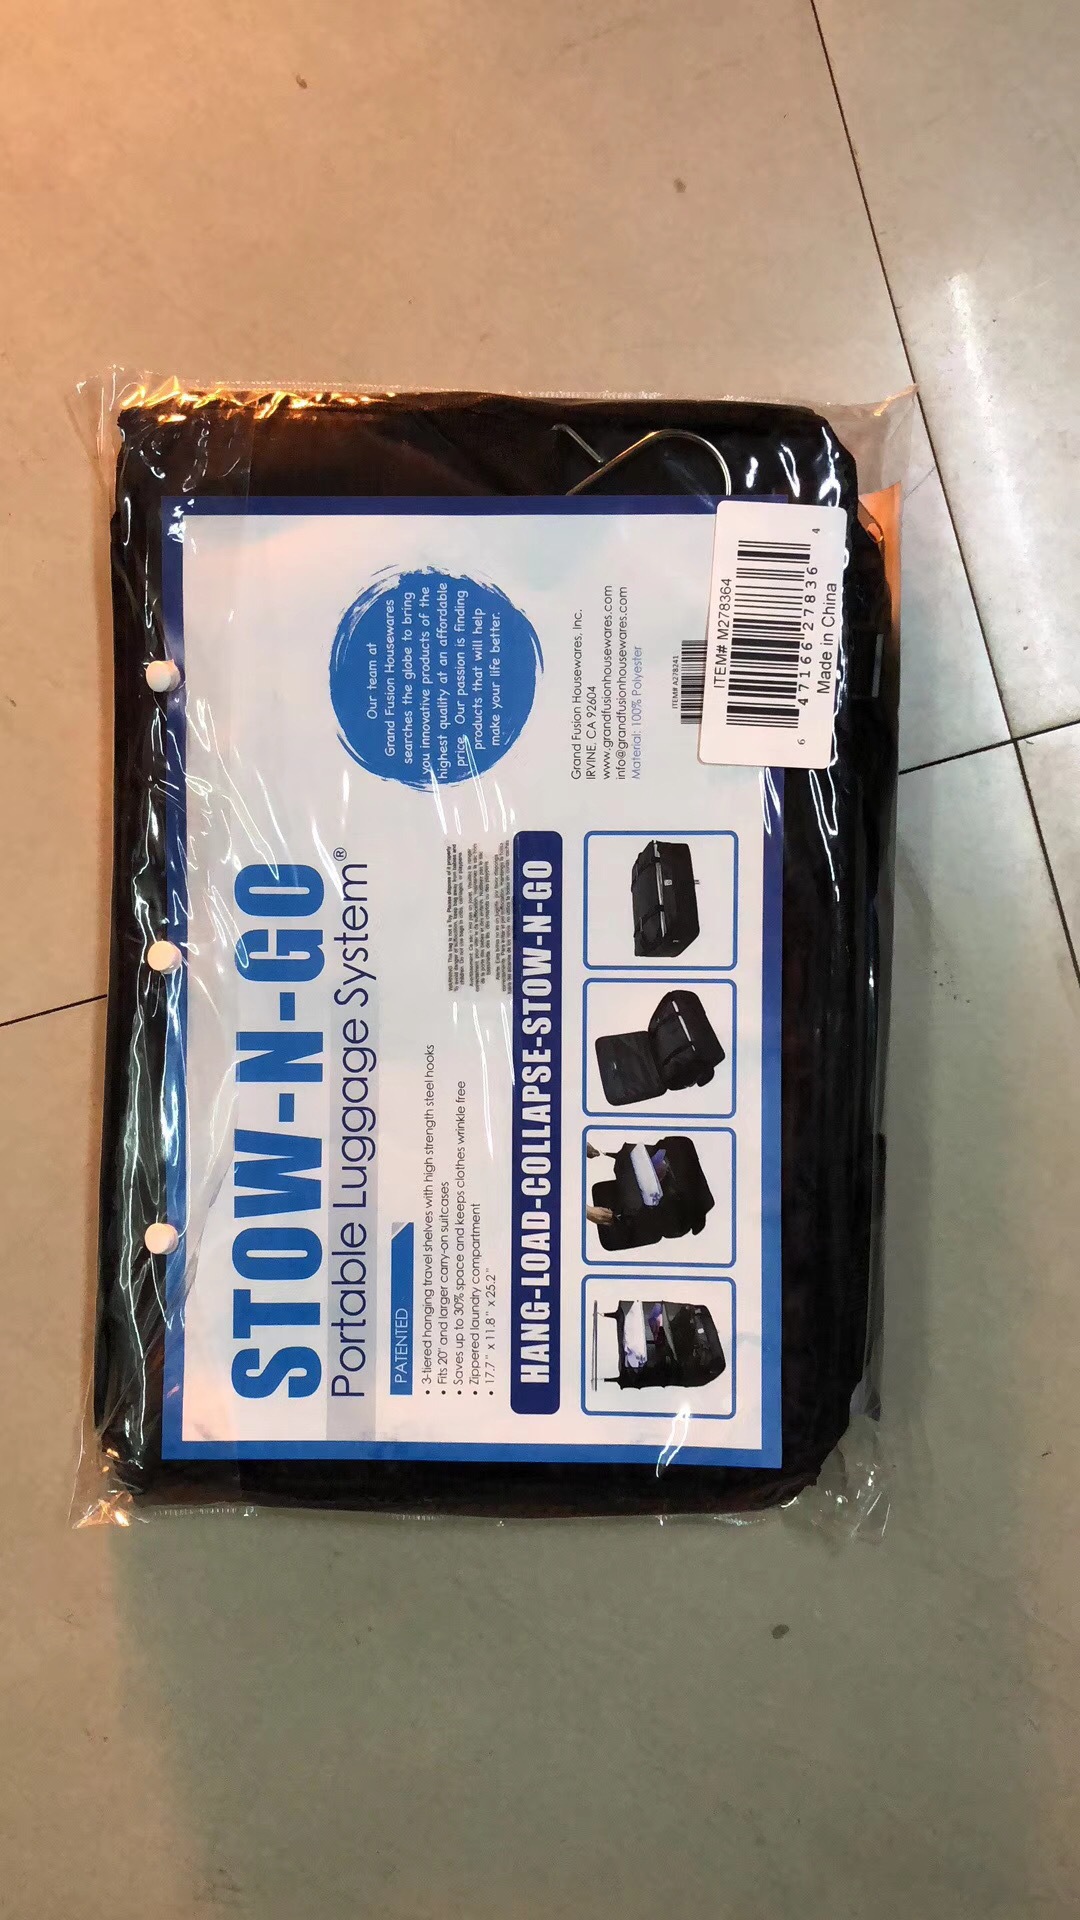 STOW-N-GO
Portable Luggage System®
PATENTED
• 3-tiered hanging travel shelves with high strength steel hooks
• Fits 20" and larger carry-on suitcases
• Saves up to 30% space and keeps clothes wrinkle free
• Zippered laundry compartment
• 17.7" x 11.8" x 25.2"
Our team at
Grand Fusion Housewares
searches the globe to bring
you innovative products of the
highest quality at an affordable
price. Our passion is finding
products that will help
make your life better.
HANG-LOAD-COLLAPSE-STOW-N-GO
Grand Fusion Housewares, Inc.
IRVINE, CA 92604
www.grandfusionhousewares.com
info@grandfusionhousewares.com
Material: 100% Polyester
ITEM# A278241
ITEM# M278364
6 47166 27836 4
Made in China